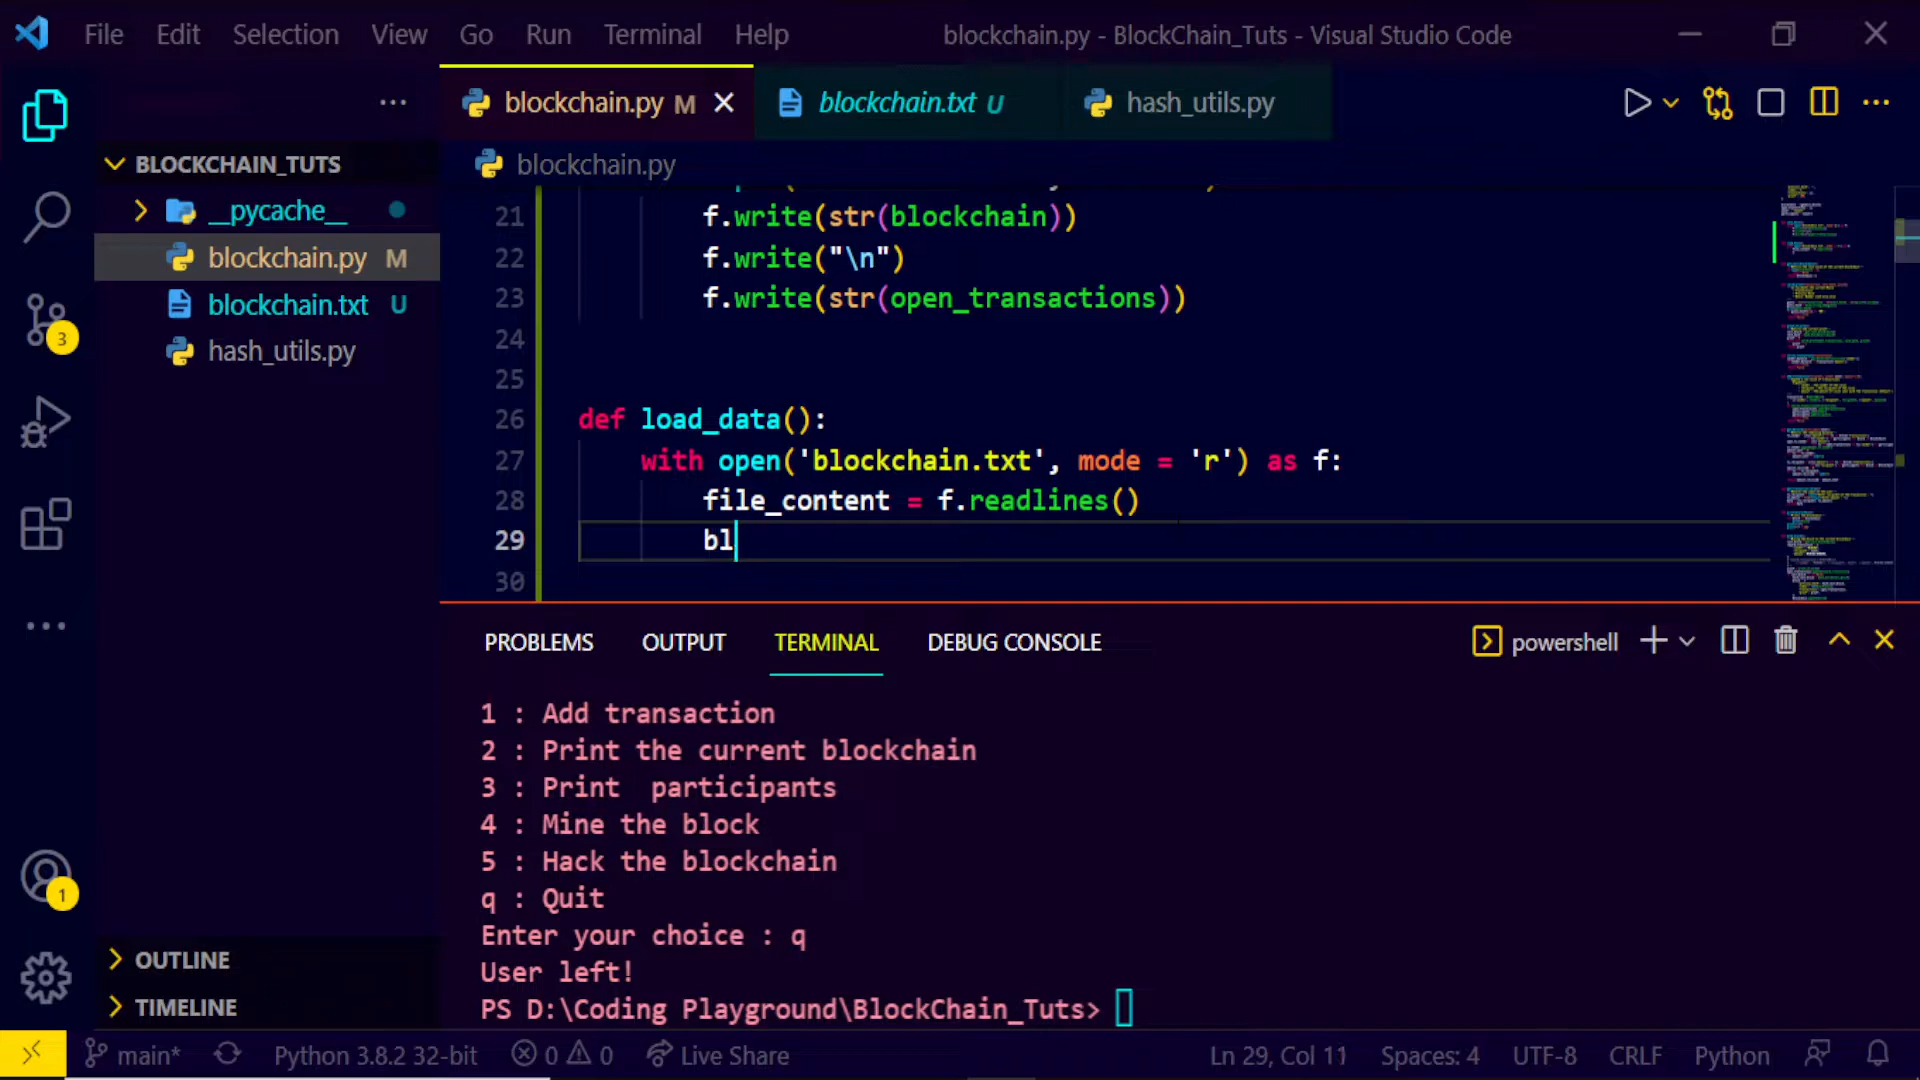 File Edit Selection View Go Run Terminal Help blockchain.py - BlockChain_Tuts - Visual Studio Code
blockchain.py M blockchain.txt U hash_utils.py
BLOCKCHAIN_TUTS
__pycache__
blockchain.py M
blockchain.txt U
hash_utils.py
3
1
OUTLINE
TIMELINE
blockchain.py
21 f.write(str(blockchain))
22 f.write("\n")
23 f.write(str(open_transactions))
24
25
26 def load_data():
27 with open('blockchain.txt', mode = 'r') as f:
28 file_content = f.readlines()
29 bl
30
PROBLEMS OUTPUT TERMINAL DEBUG CONSOLE powershell
1 : Add transaction
2 : Print the current blockchain
3 : Print  participants
4 : Mine the block
5 : Hack the blockchain
q : Quit
Enter your choice : q
User left!
PS D:\Coding Playground\BlockChain_Tuts>
main* Python 3.8.2 32-bit 0 0 Live Share Ln 29, Col 11 Spaces: 4 UTF-8 CRLF Python